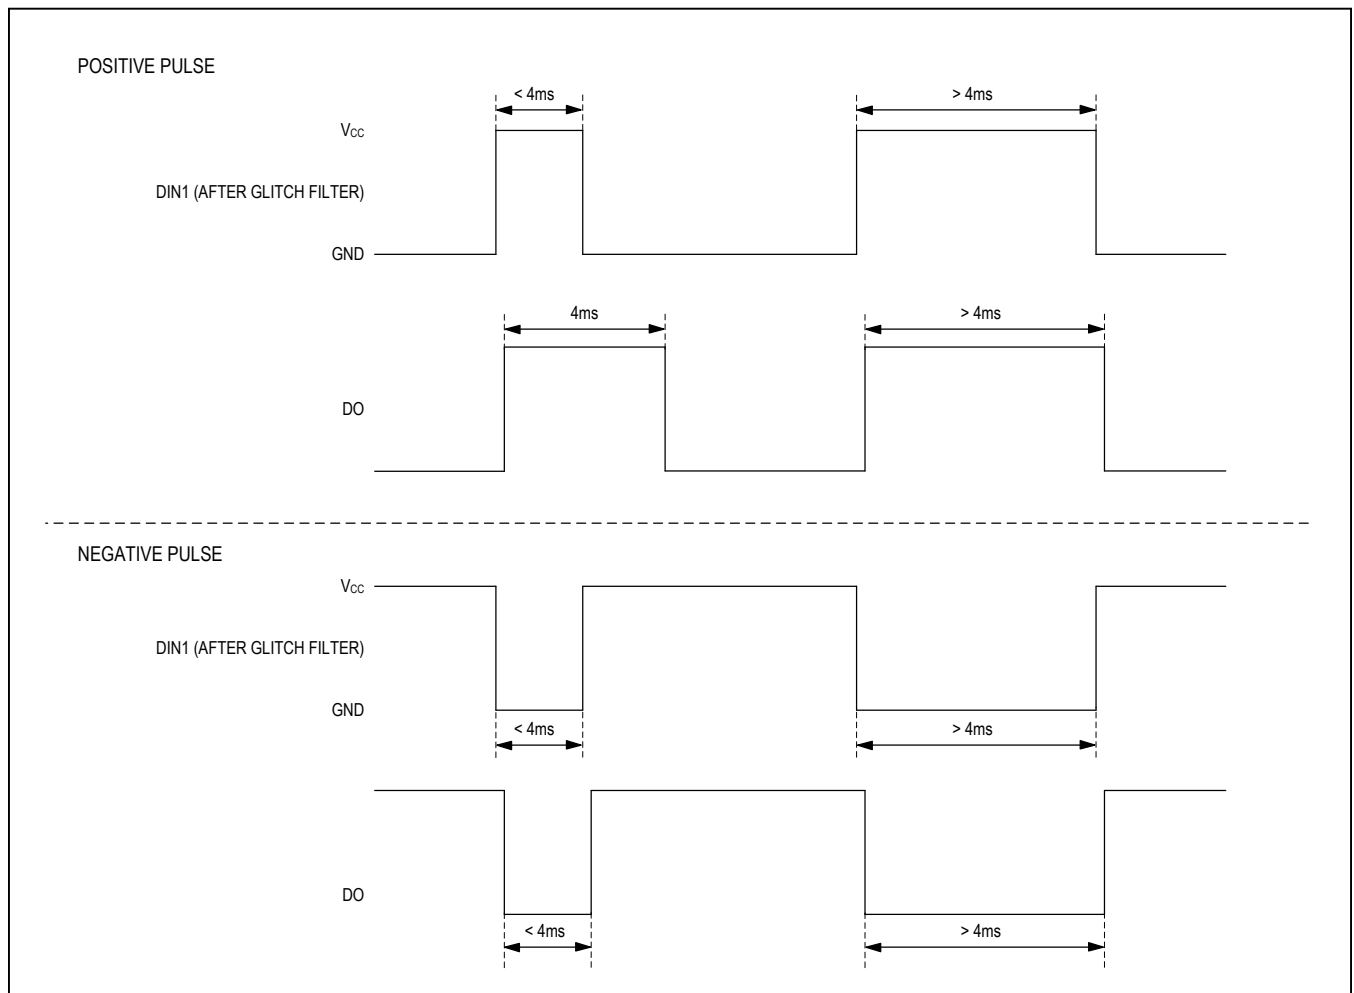 POSITIVE PULSE
< 4ms
> 4ms
VCC
DIN1 (AFTER GLITCH FILTER)
GND
4ms
> 4ms
DO
NEGATIVE PULSE
VCC
DIN1 (AFTER GLITCH FILTER)
GND
< 4ms
> 4ms
DO
< 4ms
> 4ms